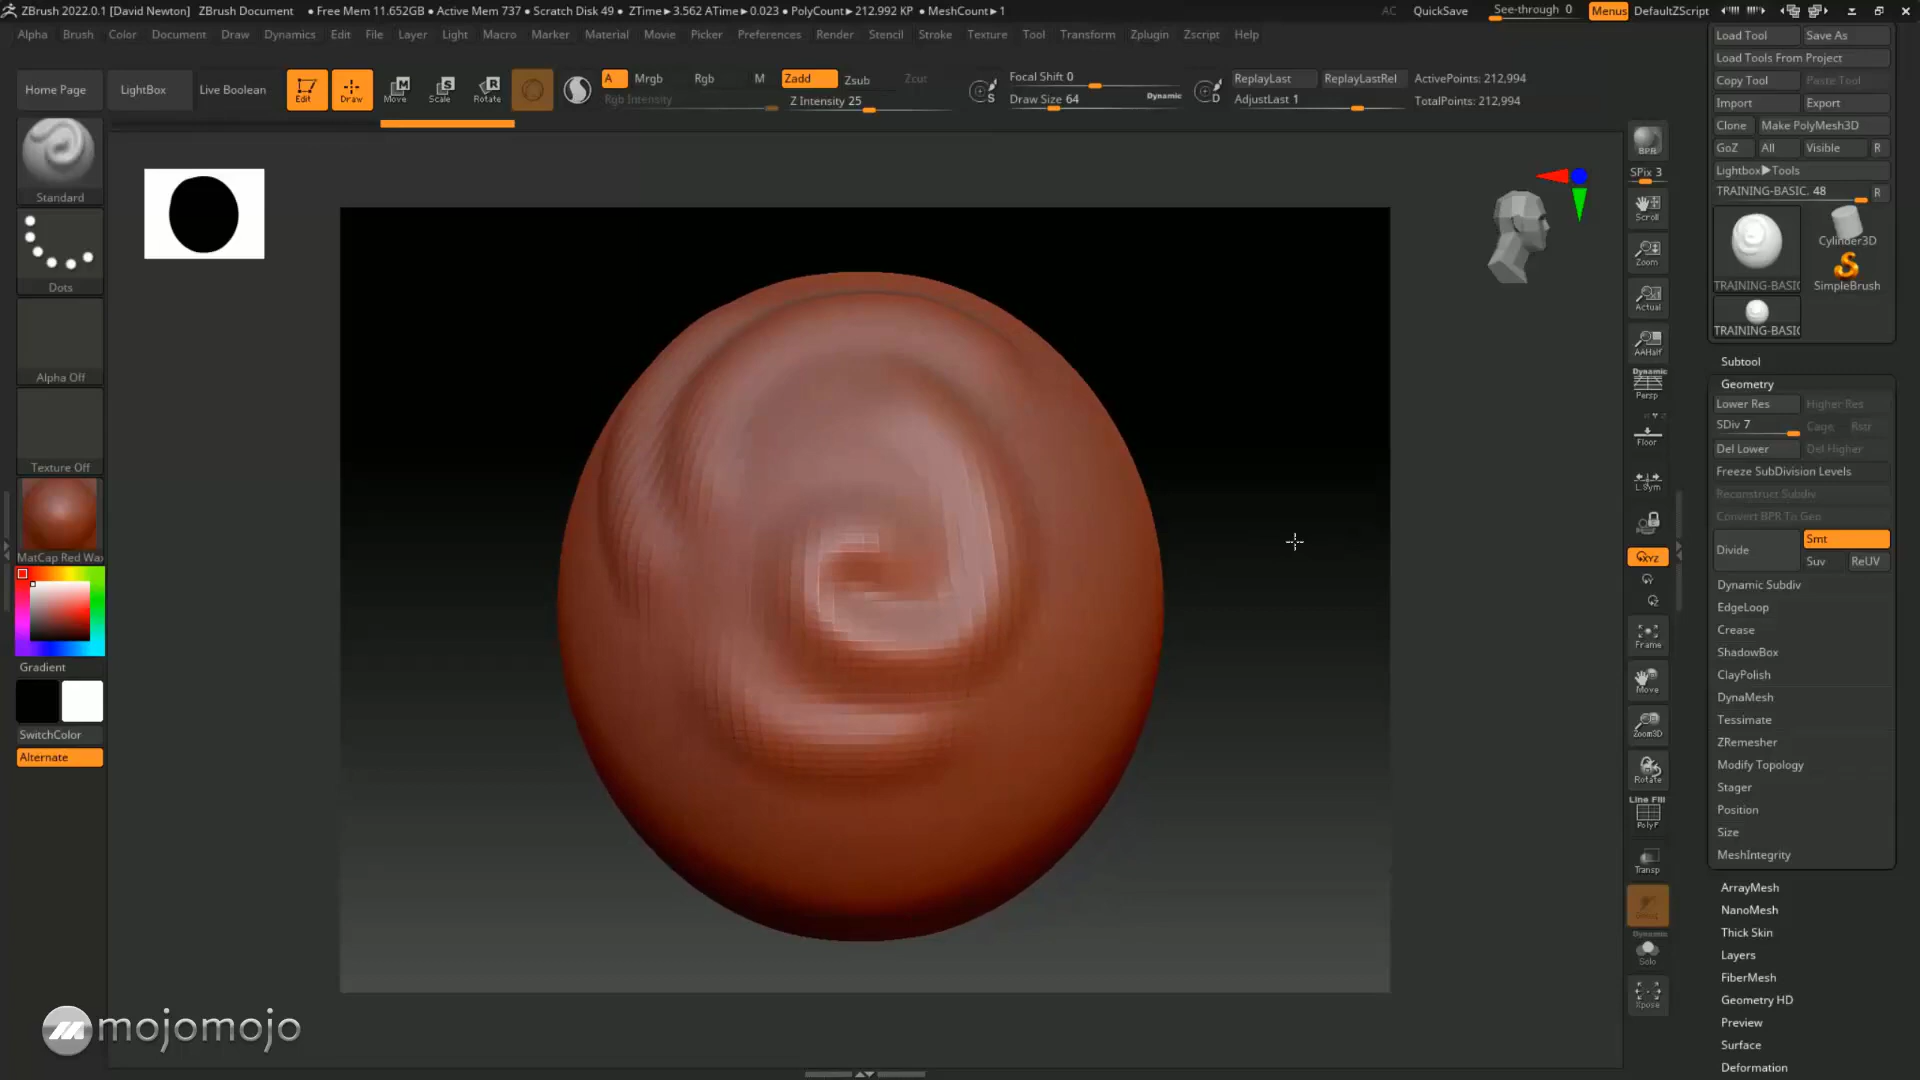 ZBrush 2022.0.1 [David Newton] ZBrush Document • Free Mem 11.652GB • Active Mem 737 • Scratch Disk 49 • ZTime►3.562 ATime►0.023 • PolyCount►212.992 KP • MeshCount►1
AC QuickSave See-through 0 Menus DefaultZScript
Alpha Brush Color Document Draw Dynamics Edit File Layer Light Macro Marker Material Movie Picker Preferences Render Stencil Stroke Texture Tool Transform Zplugin Zscript Help
Home Page LightBox Live Boolean
Edit Draw Move Scale Rotate
A Mrgb Rgb M Zadd Zsub Zcut
Rgb Intensity Z Intensity 25
Focal Shift 0
Draw Size 64 Dynamic
ReplayLast ReplayLastRel ActivePoints: 212,994
AdjustLast 1 TotalPoints: 212,994
Standard
Dots
Alpha Off
Texture Off
MatCap Red Wax
Gradient
SwitchColor
Alternate
BPR
SPix 3
Scroll
Zoom
Actual
AAHalf
Dynamic
Persp
Floor
L.Sym
XYZ
Frame
Move
Zoom3D
Rotate
Line Fill
PolyF
Transp
Dynamic
Solo
Xpose
Load Tool Save As
Load Tools From Project
Copy Tool Paste Tool
Import Export
Clone Make PolyMesh3D
GoZ All Visible R
Lightbox►Tools
TRAINING-BASIC. 48 R
Cylinder3D
TRAINING-BASIC SimpleBrush
TRAINING-BASIC
Subtool
Geometry
Lower Res Higher Res
SDiv 7 Cage Rstr
Del Lower Del Higher
Freeze SubDivision Levels
Reconstruct Subdiv
Convert BPR To Geo
Divide Smt
Suv ReUV
Dynamic Subdiv
EdgeLoop
Crease
ShadowBox
ClayPolish
DynaMesh
Tessimate
ZRemesher
Modify Topology
Stager
Position
Size
MeshIntegrity
ArrayMesh
NanoMesh
Thick Skin
Layers
FiberMesh
Geometry HD
Preview
Surface
Deformation
mojomojo